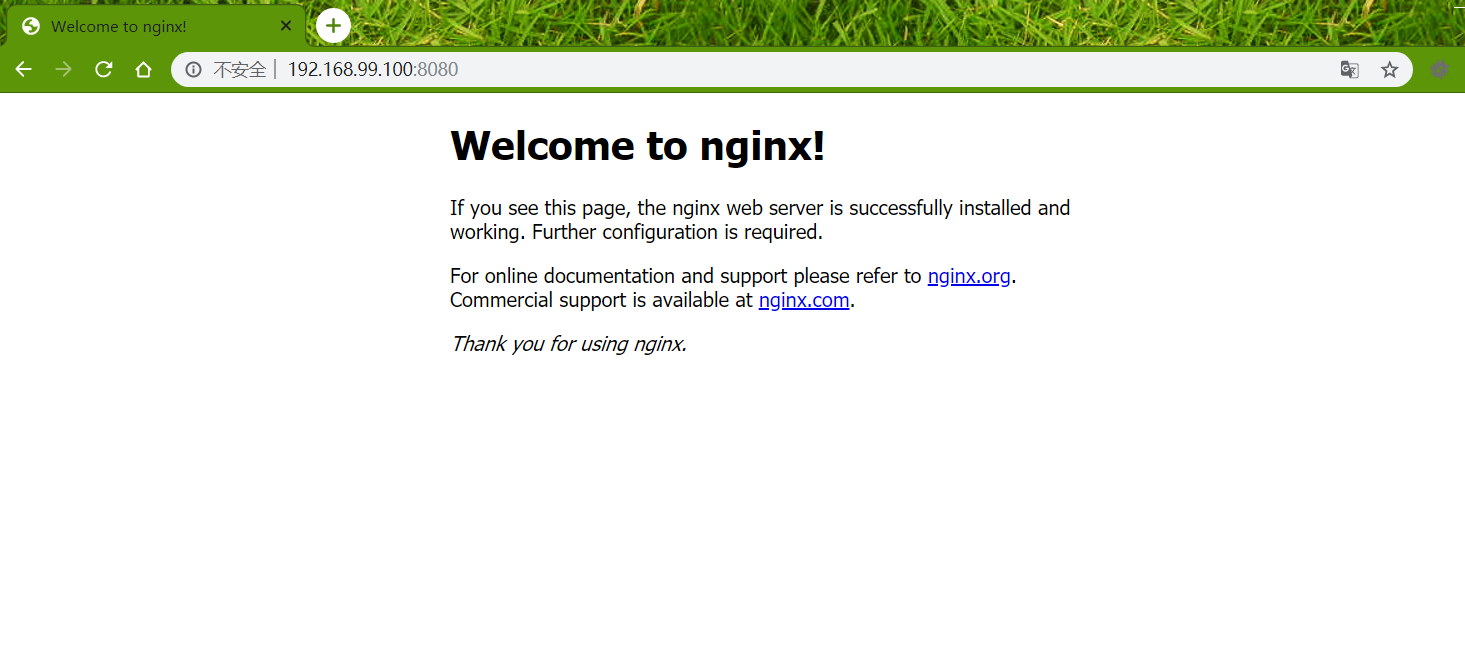 Welcome to nginx!
不安全 | 192.168.99.100:8080
Welcome to nginx!
If you see this page, the nginx web server is successfully installed and
working. Further configuration is required.
For online documentation and support please refer to nginx.org.
Commercial support is available at nginx.com.
Thank you for using nginx.